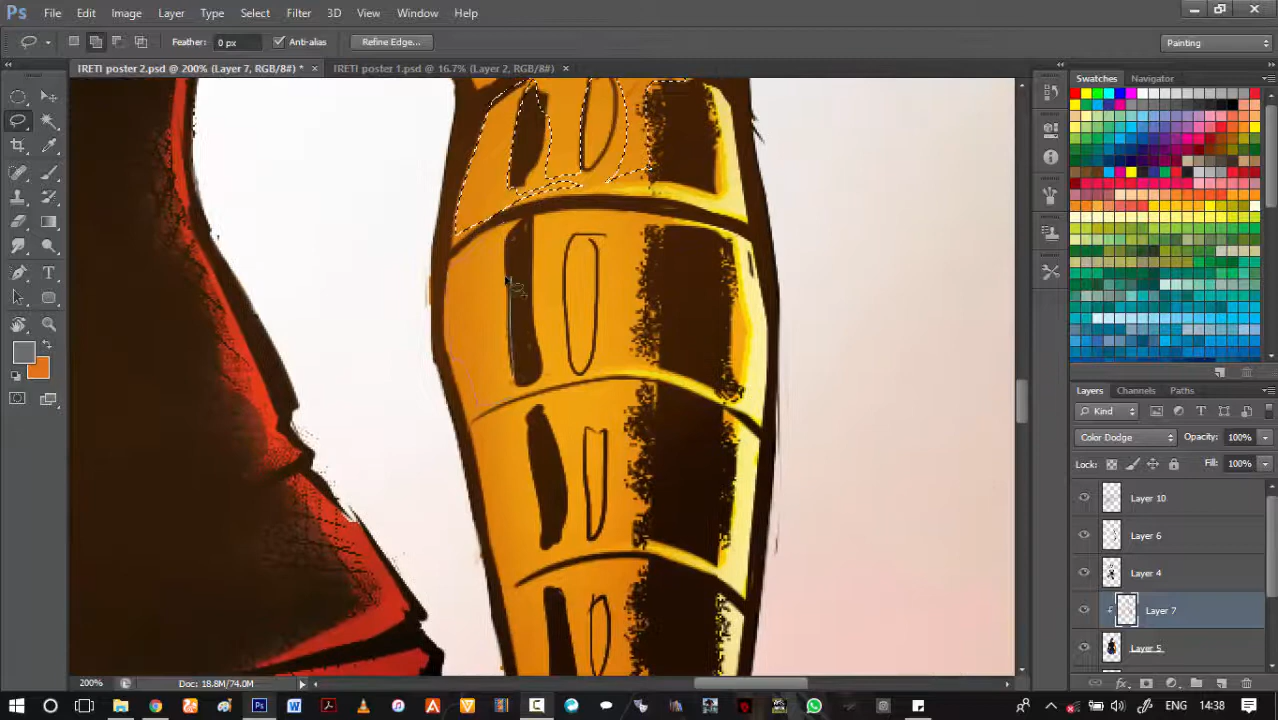 Ps File Edit Image Layer Type Select Filter 3D View Window Help
Feather: 0 px Anti-alias Refine Edge... Painting
IRETI poster 2.psd @ 200% (Layer 7, RGB/8#) * × IRETI poster 1.psd @ 16.7% (Layer 2, RGB/8#) ×
Swatches Navigator
Layers Channels Paths
Kind
Color Dodge Opacity: 100%
Lock: Fill: 100%
Layer 10
Layer 6
Layer 4
Layer 7
Layer 5
200% Doc: 18.8M/74.0M
ENG 14:38